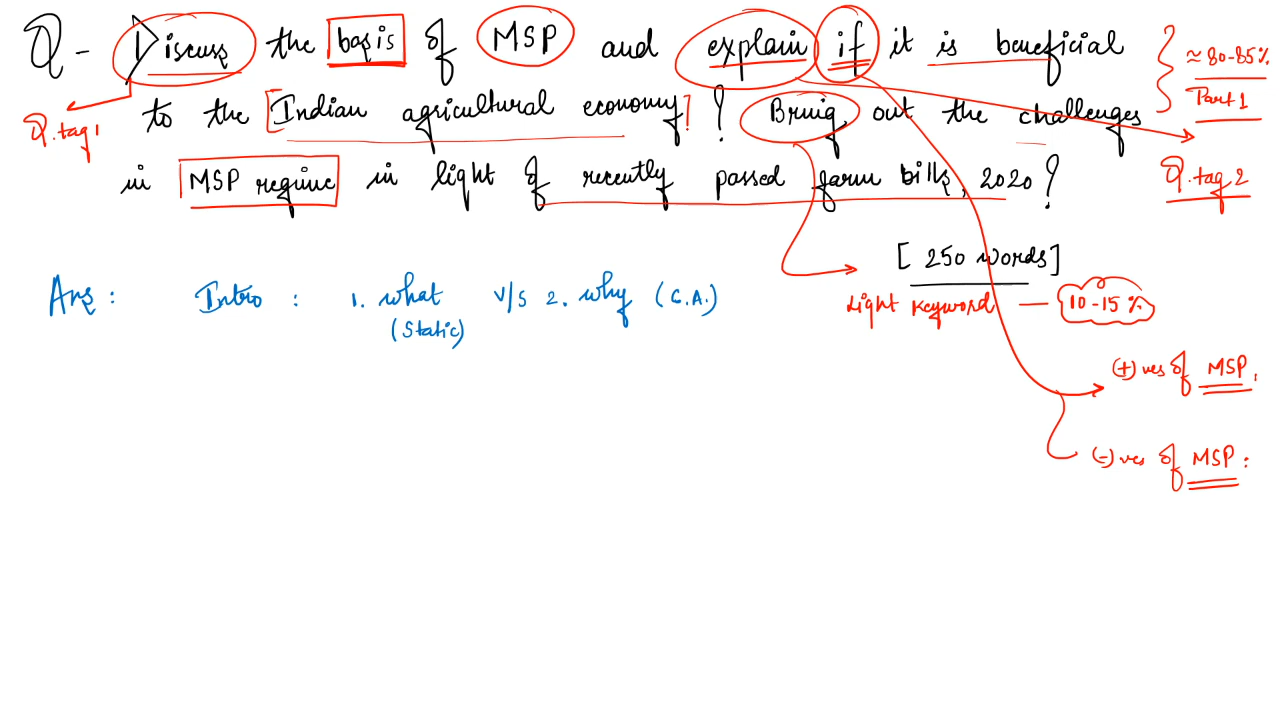 Q - Discuss the basis of MSP and explain if it is beneficial
to the [Indian agricultural economy] ? Bring out the challenges
in MSP regime in light of recently passed farm bills, 2020 ?
≈ 80-85%
Part 1
Q.tag 1
Q.tag 2
[ 250 words ]
Light Keyword — 10-15 %
Ans : Intro : 1. what v/s 2. why (C.A.)
(Static)
(+) ves of MSP.
(-) ves of MSP :